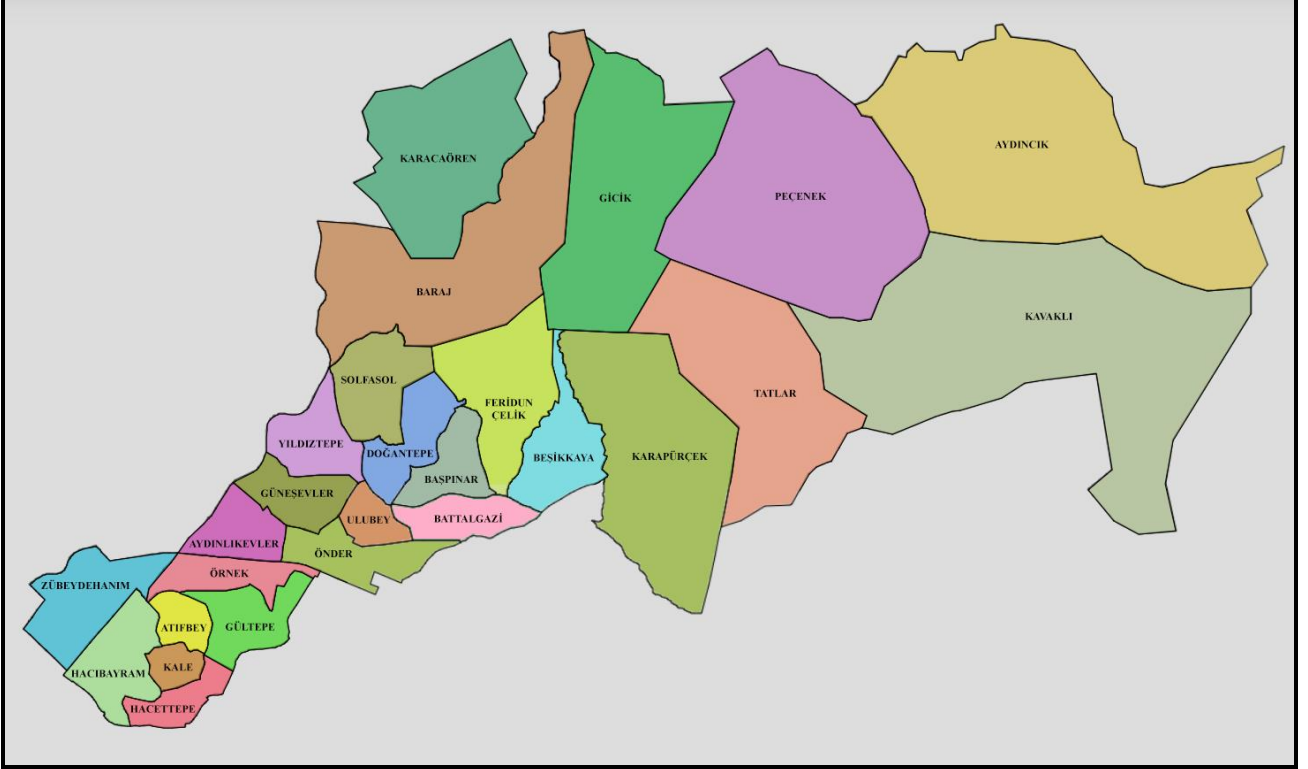 AYDINCIK
KARACAÖREN
GİCİK
PEÇENEK
BARAJ
KAVAKLI
SOLFASOL
TATLAR
FERİDUN
ÇELİK
YILDIZTEPE
DOĞANTEPE
BEŞİKKAYA
KARAPÜRÇEK
BAŞPINAR
GÜNEŞEVLER
ULUBEY
BATTALGAZİ
AYDINLIKEVLER
ÖNDER
ÖRNEK
ZÜBEYDEHANIM
ATIFBEY
GÜLTEPE
KALE
HACIBAYRAM
HACETTEPE